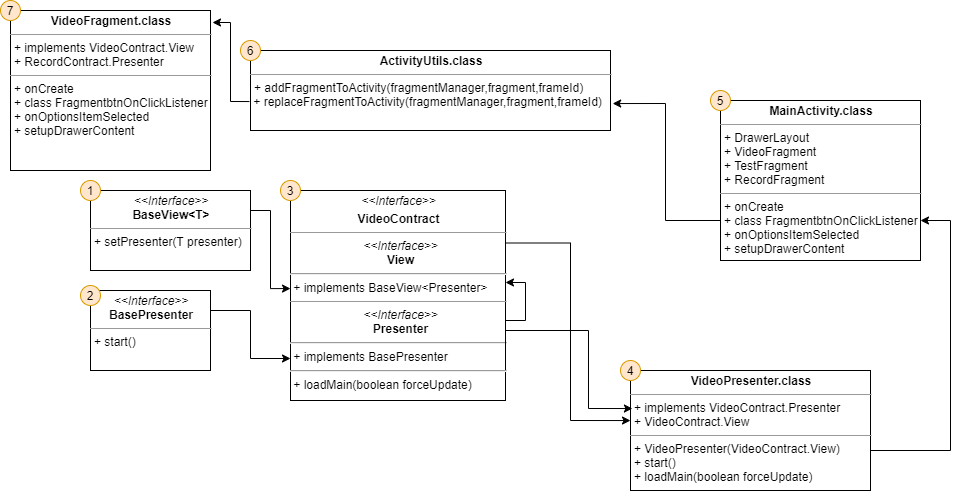 7
VideoFragment.class
+ implements VideoContract.View
+ RecordContract.Presenter
+ onCreate
+ class FragmentbtnOnClickListener
+ onOptionsItemSelected
+ setupDrawerContent
6
ActivityUtils.class
+ addFragmentToActivity(fragmentManager,fragment,frameId)
+ replaceFragmentToActivity(fragmentManager,fragment,frameId)
5
MainActivity.class
+ DrawerLayout
+ VideoFragment
+ TestFragment
+ RecordFragment
+ onCreate
+ class FragmentbtnOnClickListener
+ onOptionsItemSelected
+ setupDrawerContent
1
<<Interface>>
BaseView<T>
+ setPresenter(T presenter)
2
<<Interface>>
BasePresenter
+ start()
3
<<Interface>>
VideoContract
<<Interface>>
View
+ implements BaseView<Presenter>
<<Interface>>
Presenter
+ implements BasePresenter
+ loadMain(boolean forceUpdate)
4
VideoPresenter.class
+ implements VideoContract.Presenter
+ VideoContract.View
+ VideoPresenter(VideoContract.View)
+ start()
+ loadMain(boolean forceUpdate)